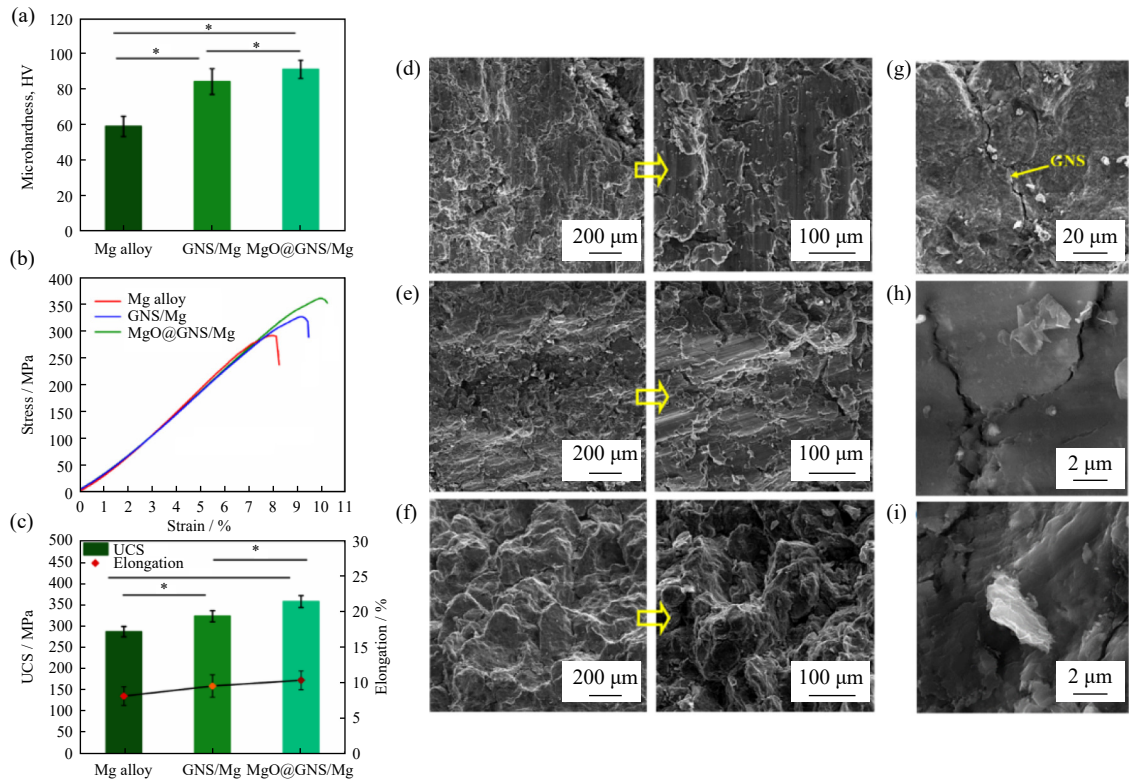 (a)
120
100
80
60
40
20
0
Microhardness, HV
*
*
*
Mg alloy GNS/Mg MgO@GNS/Mg
(b)
400
350
300
250
200
150
100
50
0
Stress / MPa
Mg alloy
GNS/Mg
MgO@GNS/Mg
0 1 2 3 4 5 6 7 8 9 10 11
Strain / %
(c)
500
450
400
350
300
250
200
150
100
50
0
UCS / MPa
UCS
Elongation
*
*
30
25
20
15
10
5
0
Elongation / %
Mg alloy GNS/Mg MgO@GNS/Mg
(d)
200 μm
100 μm
(e)
200 μm
100 μm
(f)
200 μm
100 μm
(g)
GNS
20 μm
(h)
2 μm
(i)
2 μm